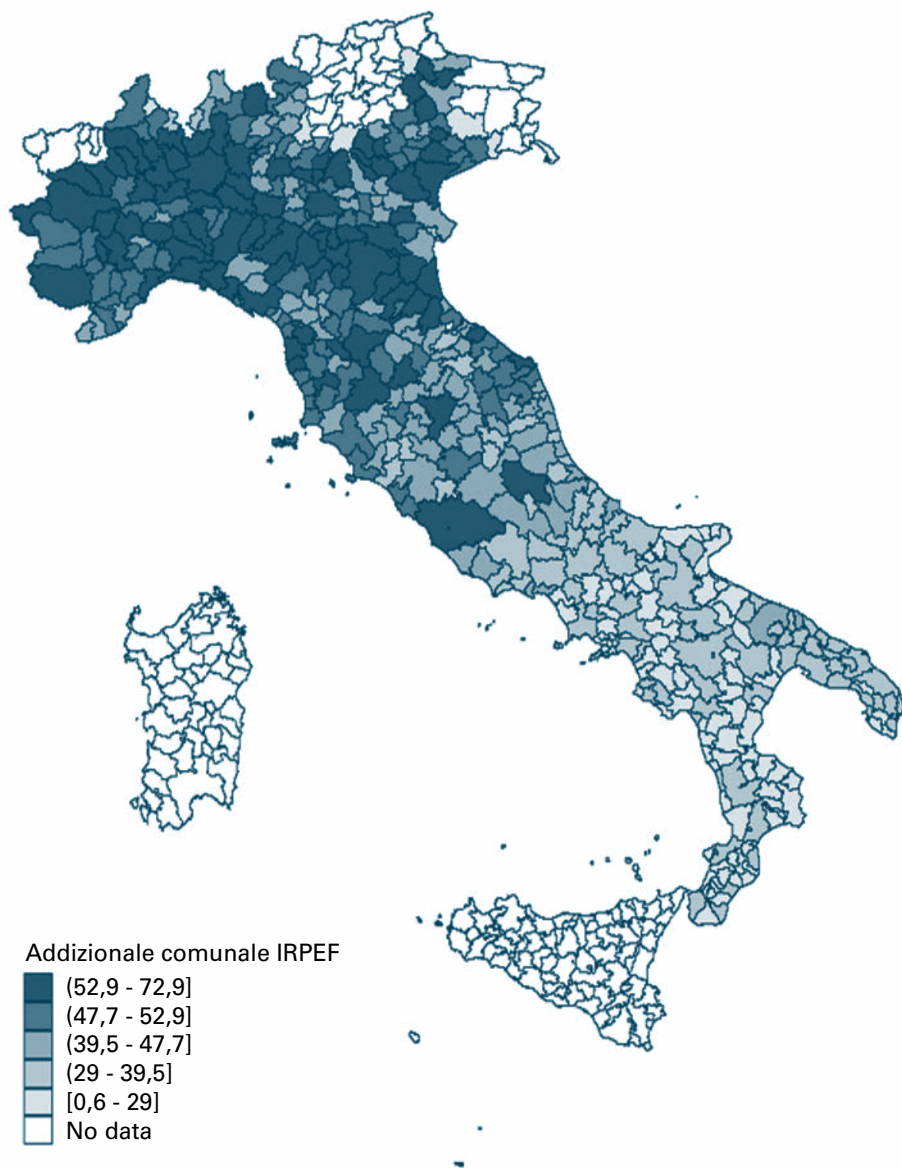 Addizionale comunale IRPEF
(52,9 - 72,9]
(47,7 - 52,9]
(39,5 - 47,7]
(29 - 39,5]
[0,6 - 29]
No data